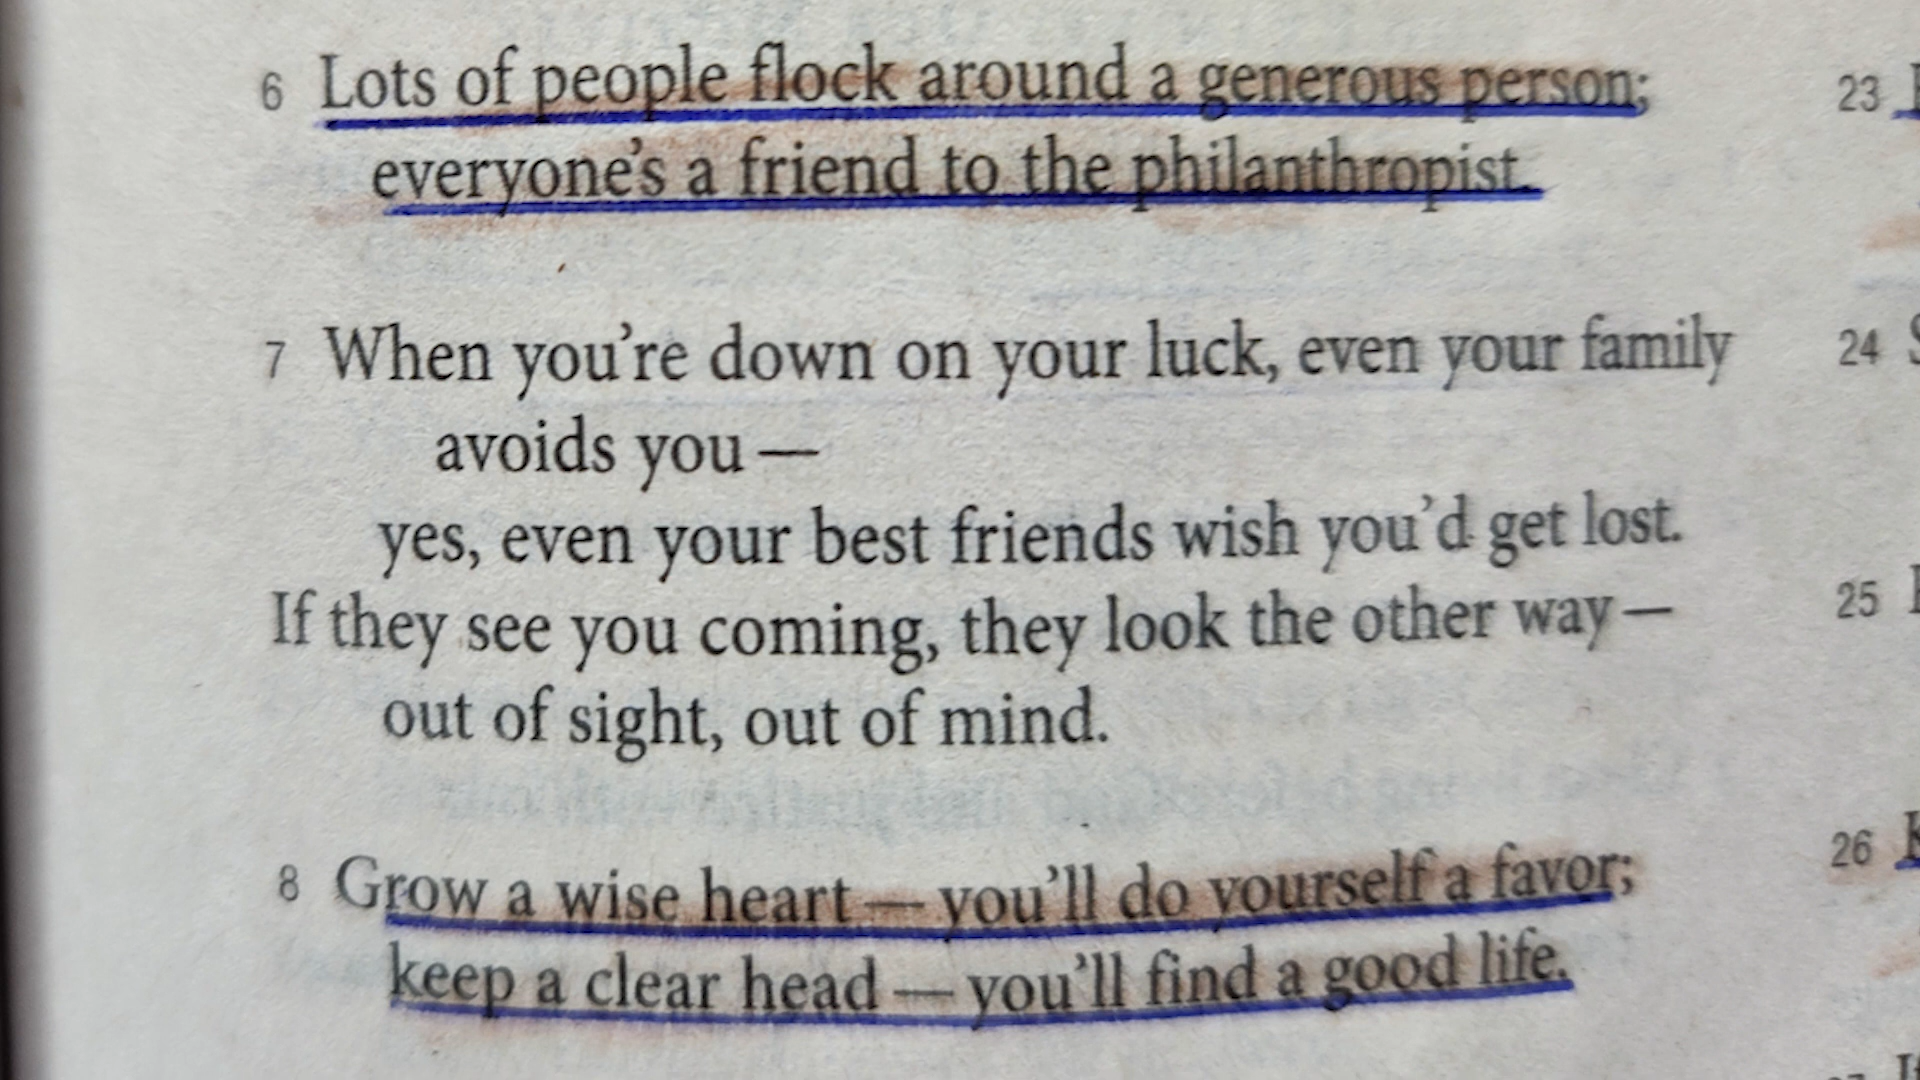 6 Lots of people flock around a generous person;
everyone's a friend to the philanthropist.
7 When you're down on your luck, even your family
avoids you —
yes, even your best friends wish you'd get lost.
If they see you coming, they look the other way —
out of sight, out of mind.
8 Grow a wise heart — you'll do yourself a favor;
keep a clear head — you'll find a good life.
23
24
25
26